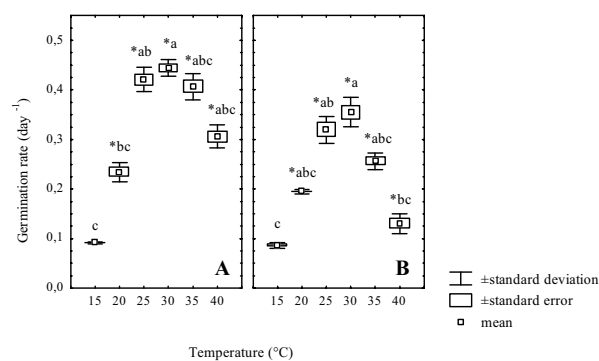 Germination rate (day -1)
0,5
0,4
0,3
0,2
0,1
0,0
*ab
*a
*abc
*abc
*bc
c
A
15 20 25 30 35 40
*a
*ab
*abc
*abc
*bc
c
B
15 20 25 30 35 40
Temperature (°C)
±standard deviation
±standard error
mean